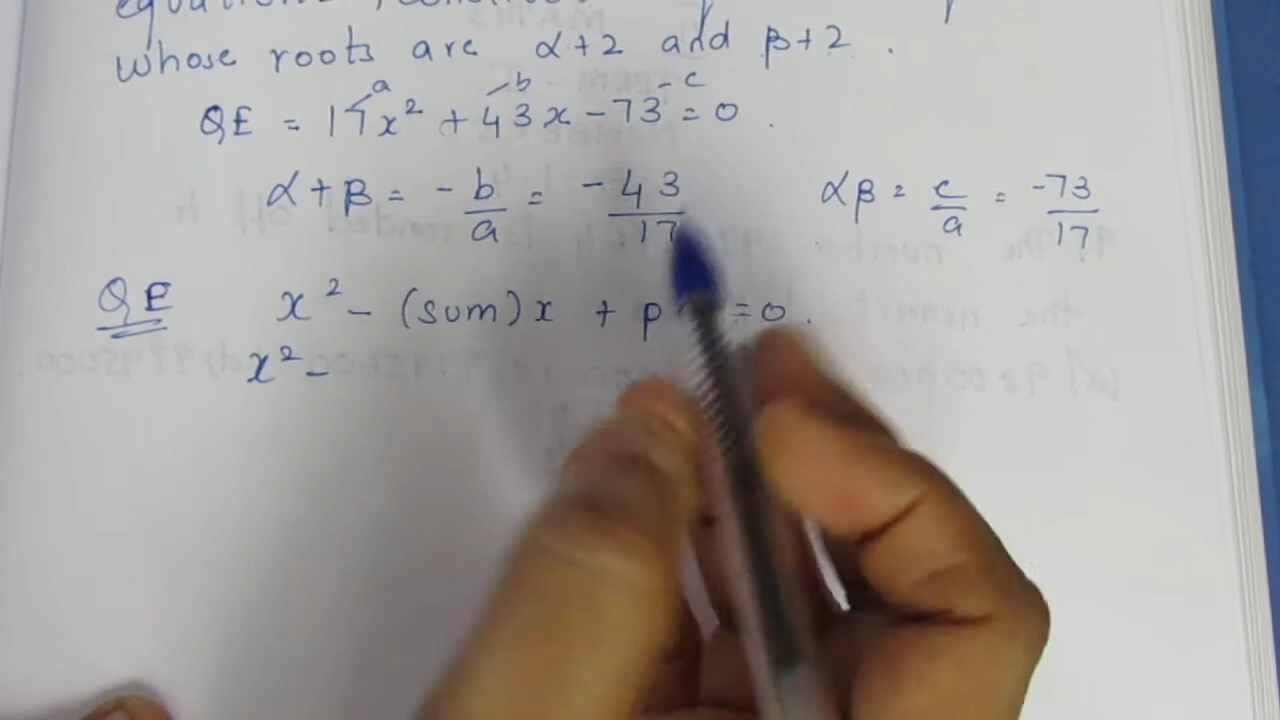 whose roots are α+2 and β+2 .
a b c
QE = 17x² + 43x - 73 = 0 .
α + β = - b/a = - 43/17 αβ = c/a = -73/17
QE x² - (sum)x + p = 0 .
x² -